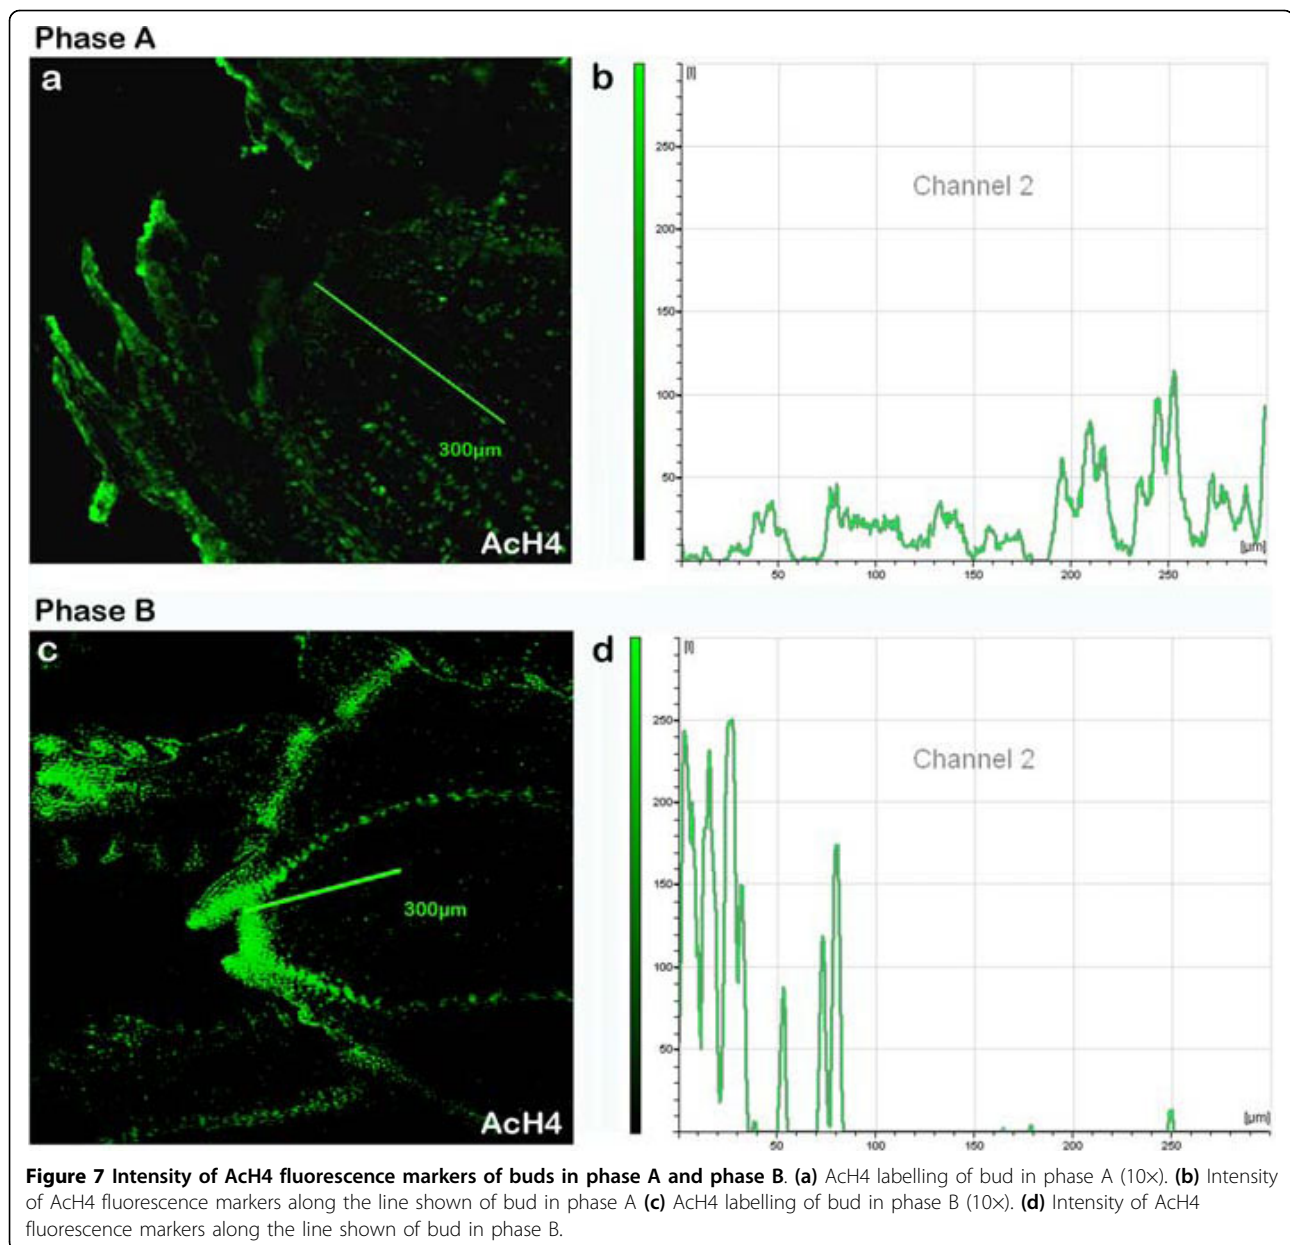 Phase A
a
300µm
AcH4
b
[I]
Channel 2
250
200
150
100
50
50 100 150 200 250
[µm]
Phase B
c
300µm
AcH4
d
[I]
Channel 2
250
200
150
100
50
50 100 150 200 250
[µm]
Figure 7 Intensity of AcH4 fluorescence markers of buds in phase A and phase B. (a) AcH4 labelling of bud in phase A (10×). (b) Intensity
of AcH4 fluorescence markers along the line shown of bud in phase A (c) AcH4 labelling of bud in phase B (10×). (d) Intensity of AcH4
fluorescence markers along the line shown of bud in phase B.